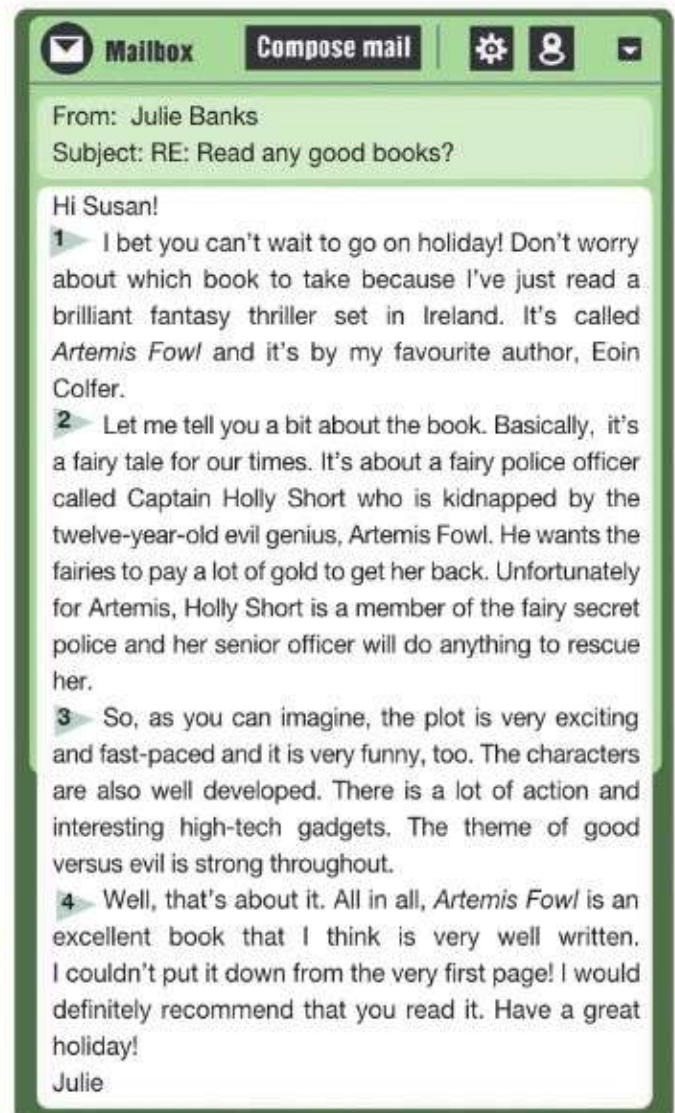 Mailbox Compose mail
From: Julie Banks
Subject: RE: Read any good books?
Hi Susan!
1 I bet you can't wait to go on holiday! Don't worry
about which book to take because I've just read a
brilliant fantasy thriller set in Ireland. It's called
Artemis Fowl and it's by my favourite author, Eoin
Colfer.
2 Let me tell you a bit about the book. Basically, it's
a fairy tale for our times. It's about a fairy police officer
called Captain Holly Short who is kidnapped by the
twelve-year-old evil genius, Artemis Fowl. He wants the
fairies to pay a lot of gold to get her back. Unfortunately
for Artemis, Holly Short is a member of the fairy secret
police and her senior officer will do anything to rescue
her.
3 So, as you can imagine, the plot is very exciting
and fast-paced and it is very funny, too. The characters
are also well developed. There is a lot of action and
interesting high-tech gadgets. The theme of good
versus evil is strong throughout.
4 Well, that's about it. All in all, Artemis Fowl is an
excellent book that I think is very well written.
I couldn't put it down from the very first page! I would
definitely recommend that you read it. Have a great
holiday!
Julie